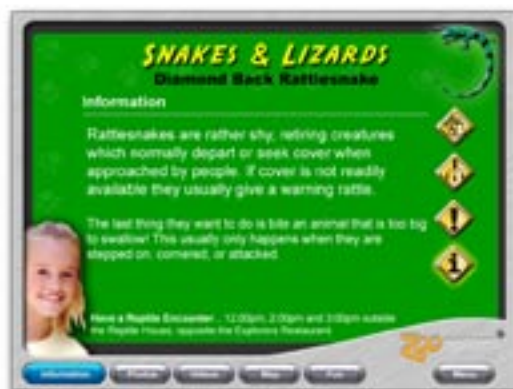 SNAKES & LIZARDS
Diamond Back Rattlesnake
Information
Rattlesnakes are rather shy, retiring creatures
which normally depart or seek cover when
approached by people. If cover is not readily
available they usually give a warning rattle.
The last thing they want to do is bite an animal that is too big
to swallow! This usually only happens when they are
stepped on, cornered, or attacked.
Have a Reptile Encounter .. 12:00pm, 2:00pm and 3:00pm outside
the Reptile House, opposite the Explorers Restaurant.
Information
Photos
Videos
Map
Fun
Menu